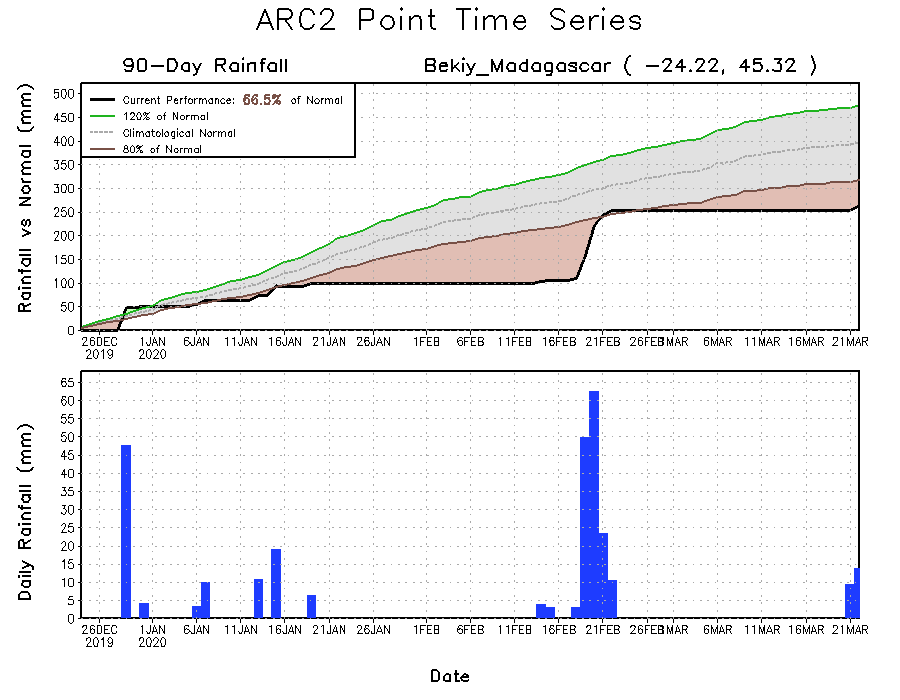 ARC2 Point Time Series
90-Day Rainfall
Bekiy_Madagascar ( -24.22, 45.32 )
Rainfall vs Normal (mm)
500
450
400
350
300
250
200
150
100
50
0
Current Performance: 66.5% of Normal
120% of Normal
Climatological Normal
80% of Normal
26DEC 1JAN 6JAN 11JAN 16JAN 21JAN 26JAN 1FEB 6FEB 11FEB 16FEB 21FEB 26FEB 1MAR 6MAR 11MAR 16MAR 21MAR
2019 2020
Daily Rainfall (mm)
65
60
55
50
45
40
35
30
25
20
15
10
5
0
26DEC 1JAN 6JAN 11JAN 16JAN 21JAN 26JAN 1FEB 6FEB 11FEB 16FEB 21FEB 26FEB 1MAR 6MAR 11MAR 16MAR 21MAR
2019 2020
Date